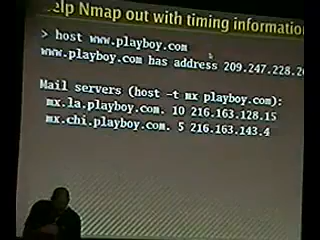 Help Nmap out with timing information
> host www.playboy.com
www.playboy.com has address 209.247.228.
Mail servers (host -t mx playboy.com):
mx.la.playboy.com. 10 216.163.128.15
mx.chi.playboy.com. 5 216.163.143.4